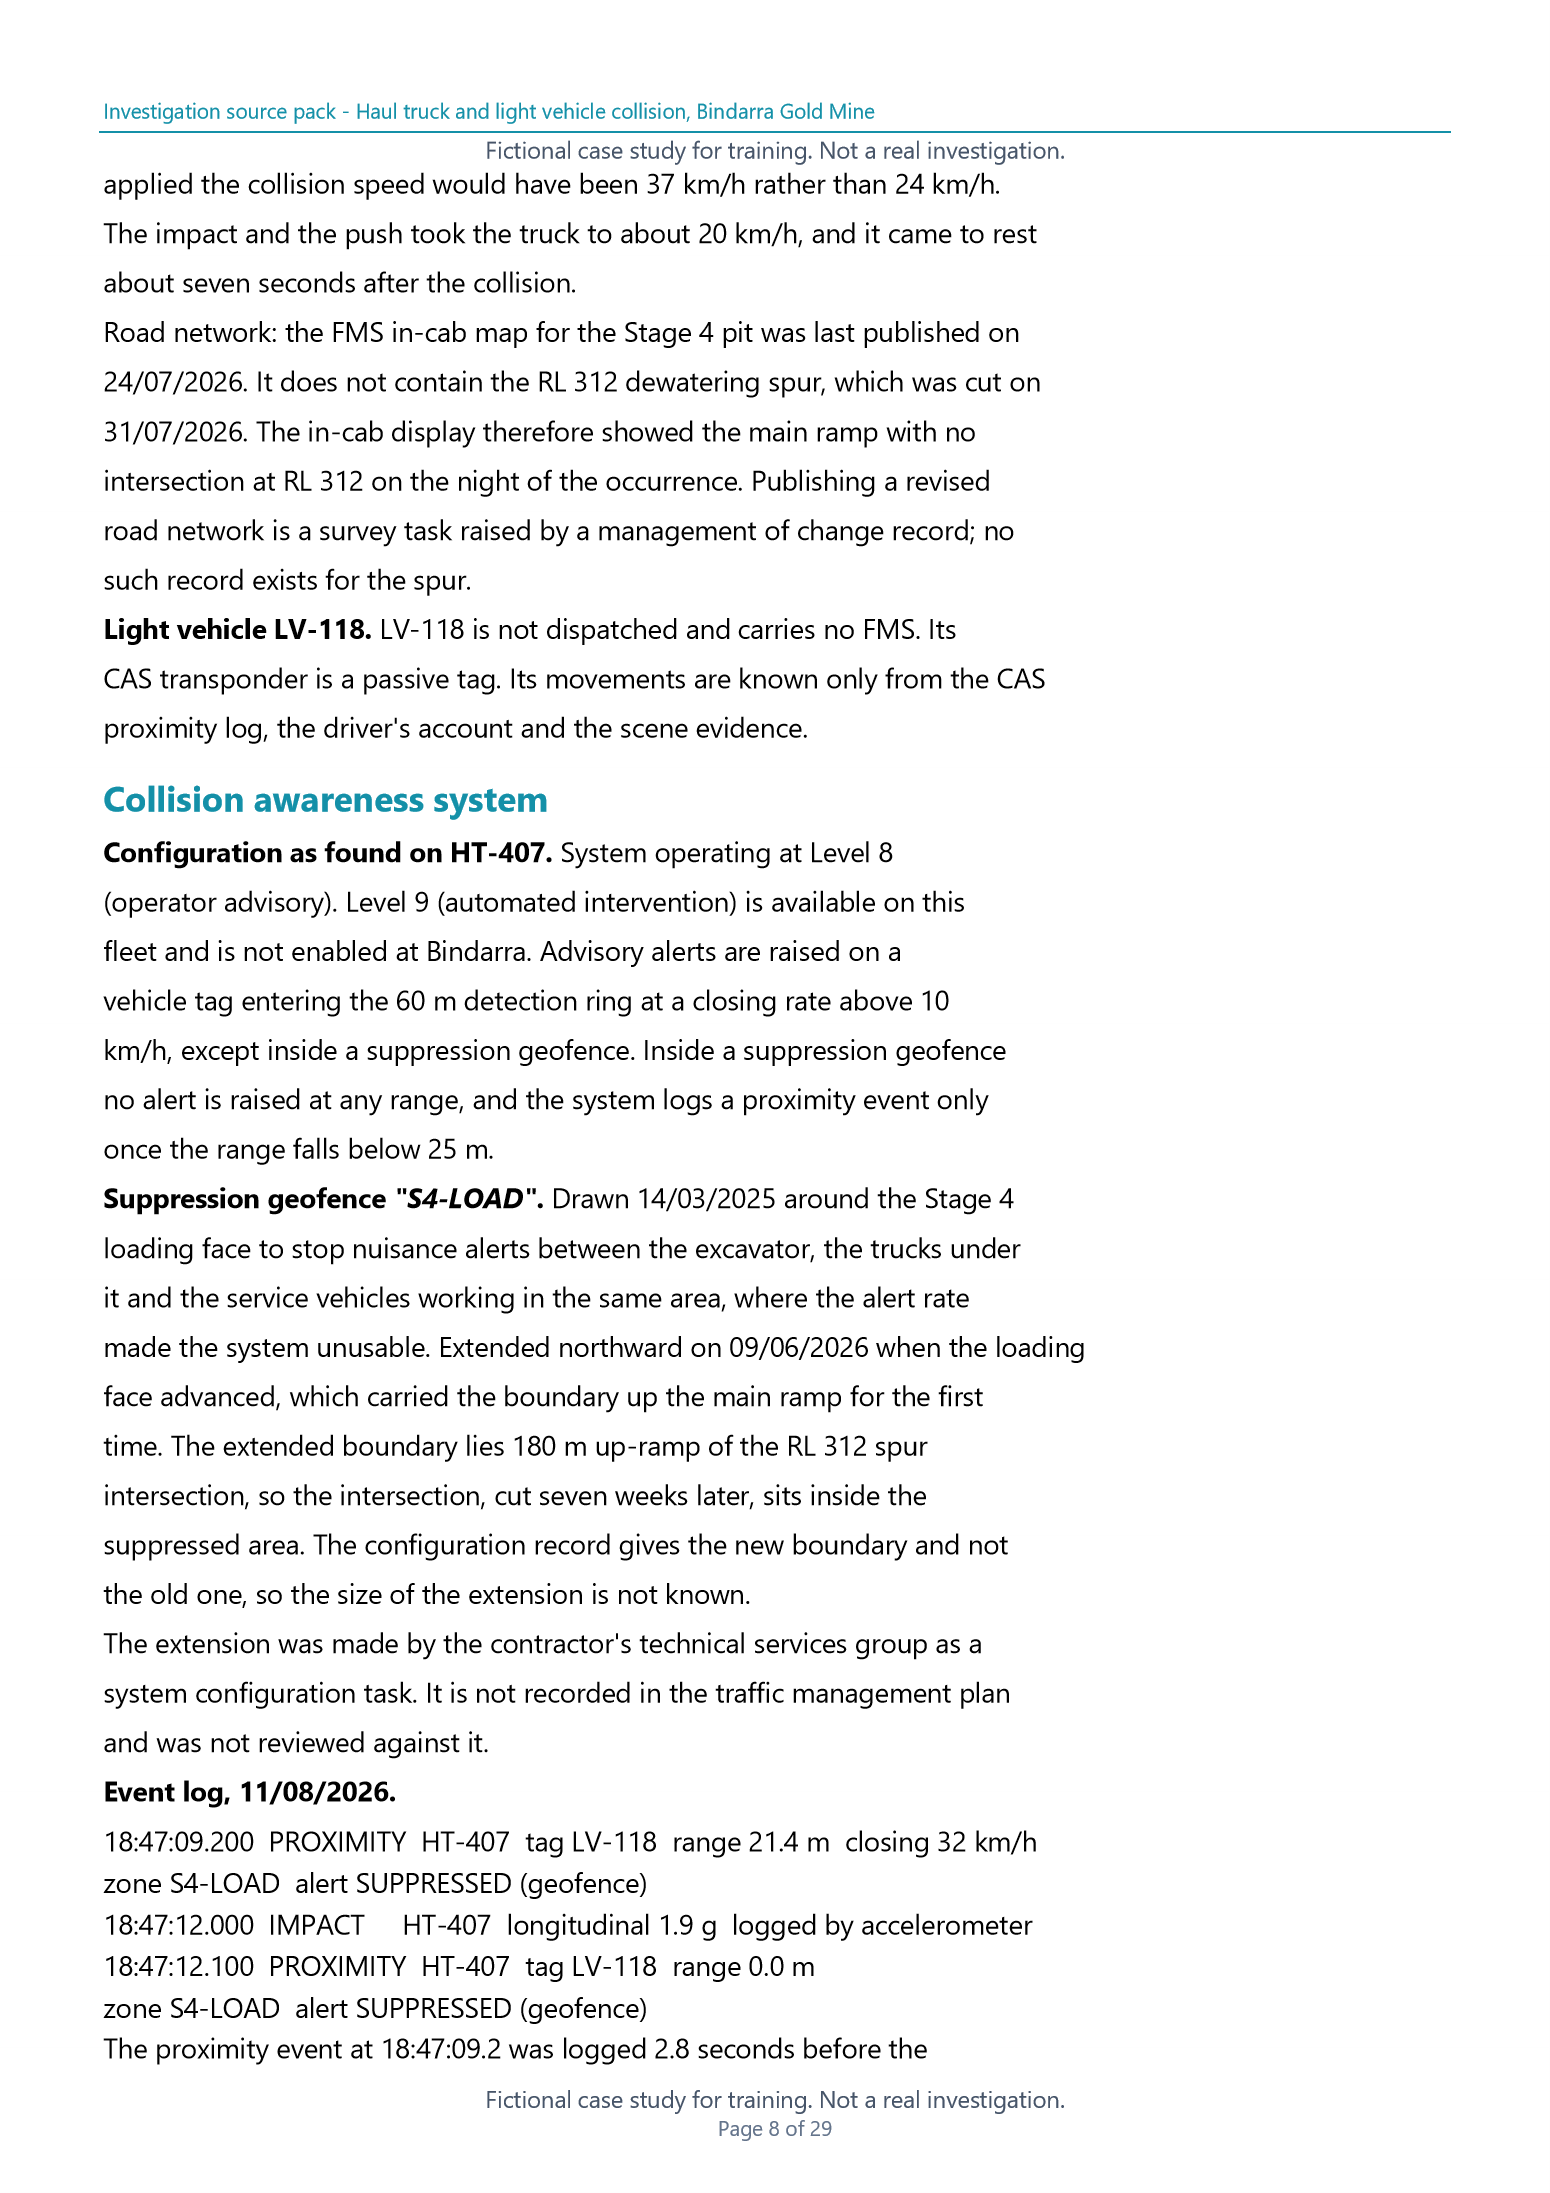 Investigation source pack - Haul truck and light vehicle collision, Bindarra Gold Mine
Fictional case study for training. Not a real investigation.
applied the collision speed would have been 37 km/h rather than 24 km/h.
The impact and the push took the truck to about 20 km/h, and it came to rest
about seven seconds after the collision.
Road network: the FMS in-cab map for the Stage 4 pit was last published on
24/07/2026. It does not contain the RL 312 dewatering spur, which was cut on
31/07/2026. The in-cab display therefore showed the main ramp with no
intersection at RL 312 on the night of the occurrence. Publishing a revised
road network is a survey task raised by a management of change record; no
such record exists for the spur.
Light vehicle LV-118. LV-118 is not dispatched and carries no FMS. Its
CAS transponder is a passive tag. Its movements are known only from the CAS
proximity log, the driver's account and the scene evidence.
Collision awareness system
Configuration as found on HT-407. System operating at Level 8
(operator advisory). Level 9 (automated intervention) is available on this
fleet and is not enabled at Bindarra. Advisory alerts are raised on a
vehicle tag entering the 60 m detection ring at a closing rate above 10
km/h, except inside a suppression geofence. Inside a suppression geofence
no alert is raised at any range, and the system logs a proximity event only
once the range falls below 25 m.
Suppression geofence "S4-LOAD". Drawn 14/03/2025 around the Stage 4
loading face to stop nuisance alerts between the excavator, the trucks under
it and the service vehicles working in the same area, where the alert rate
made the system unusable. Extended northward on 09/06/2026 when the loading
face advanced, which carried the boundary up the main ramp for the first
time. The extended boundary lies 180 m up-ramp of the RL 312 spur
intersection, so the intersection, cut seven weeks later, sits inside the
suppressed area. The configuration record gives the new boundary and not
the old one, so the size of the extension is not known.
The extension was made by the contractor's technical services group as a
system configuration task. It is not recorded in the traffic management plan
and was not reviewed against it.
Event log, 11/08/2026.
18:47:09.200  PROXIMITY  HT-407  tag LV-118  range 21.4 m  closing 32 km/h
zone S4-LOAD  alert SUPPRESSED (geofence)
18:47:12.000  IMPACT     HT-407  longitudinal 1.9 g  logged by accelerometer
18:47:12.100  PROXIMITY  HT-407  tag LV-118  range 0.0 m
zone S4-LOAD  alert SUPPRESSED (geofence)
The proximity event at 18:47:09.2 was logged 2.8 seconds before the
Fictional case study for training. Not a real investigation.
Page 8 of 29